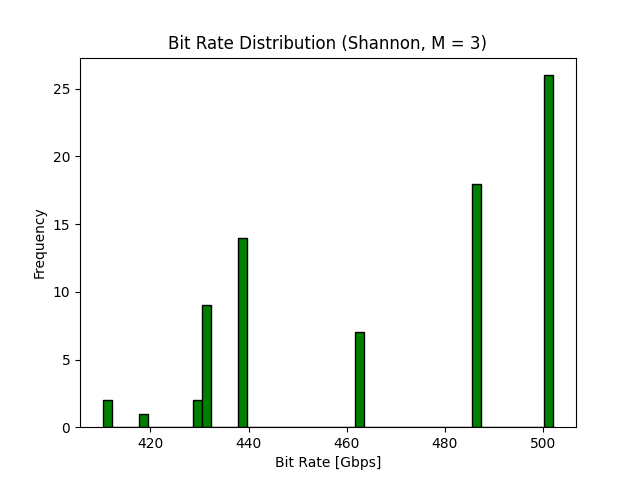 Bit Rate Distribution (Shannon, M = 3)
25
20
15
10
5
0
Frequency
420 440 460 480 500
Bit Rate [Gbps]